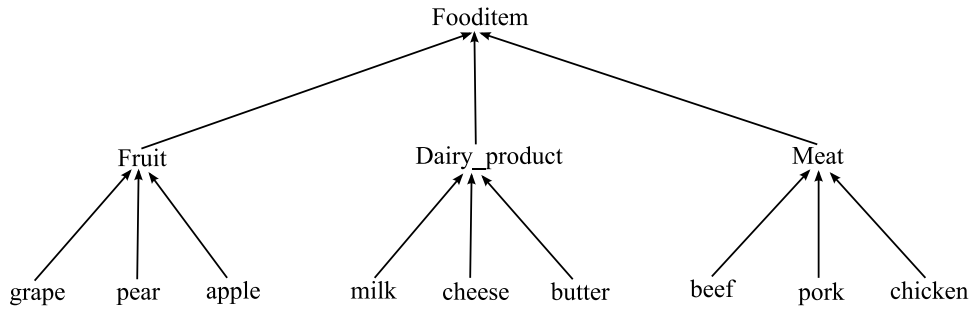 Fooditem
Fruit Dairy_product Meat
grape pear apple milk cheese butter beef pork chicken